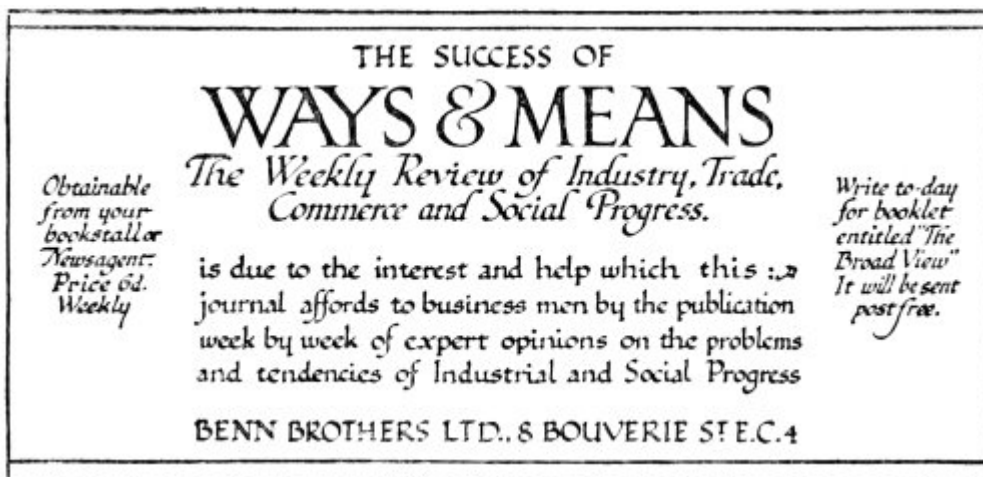 THE SUCCESS OF
WAYS & MEANS
The Weekly Review of Industry, Trade,
Commerce and Social Progress.
Obtainable
from your
bookstall or
Newsagent:
Price 6d.
Weekly
is due to the interest and help which this :
journal affords to business men by the publication
week by week of expert opinions on the problems
and tendencies of Industrial and Social Progress
Write to-day
for booklet
entitled "The
Broad View"
It will be sent
post free.
BENN BROTHERS LTD., 8 BOUVERIE ST. E.C.4